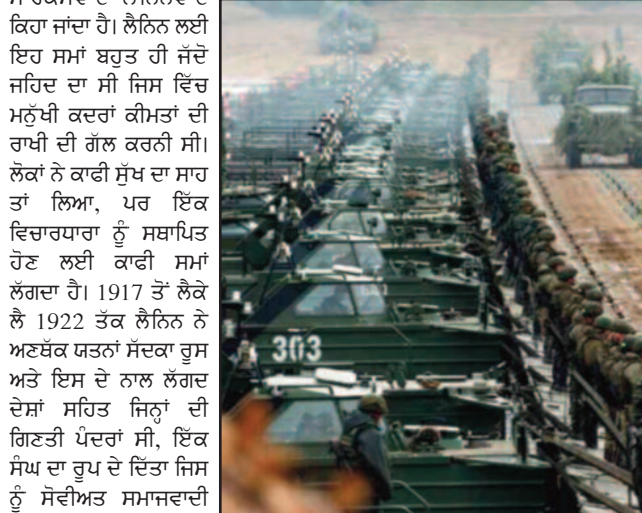 ਕਿਹਾ ਜਾਂਦਾ ਹੈ। ਲੈਨਿਨ ਲਈ
ਇਹ ਸਮਾਂ ਬਹੁਤ ਹੀ ਜੱਦੋ
ਜਹਿਦ ਦਾ ਸੀ ਜਿਸ ਵਿੱਚ
ਮਨੁੱਖੀ ਕਦਰਾਂ ਕੀਮਤਾਂ ਦੀ
ਰਾਖੀ ਦੀ ਗੱਲ ਕਰਨੀ ਸੀ।
ਲੋਕਾਂ ਨੇ ਕਾਫੀ ਸੁੱਖ ਦਾ ਸਾਹ
ਤਾਂ ਲਿਆ, ਪਰ ਇੱਕ
ਵਿਚਾਰਧਾਰਾ ਨੂੰ ਸਥਾਪਿਤ
ਹੋਣ ਲਈ ਕਾਫੀ ਸਮਾਂ
ਲੱਗਦਾ ਹੈ। 1917 ਤੋਂ ਲੈਕੇ
ਲੈ 1922 ਤੱਕ ਲੈਨਿਨ ਨੇ
ਅਣਥੱਕ ਯਤਨਾਂ ਸੱਦਕਾ ਰੂਸ
ਅਤੇ ਇਸ ਦੇ ਨਾਲ ਲੱਗਦ
ਦੇਸ਼ਾਂ ਸਹਿਤ ਜਿਨ੍ਹਾਂ ਦੀ
ਗਿਣਤੀ ਪੰਦਰਾਂ ਸੀ, ਇੱਕ
ਸੰਘ ਦਾ ਰੂਪ ਦੇ ਦਿੱਤਾ ਜਿਸ
ਨੂੰ ਸੋਵੀਅਤ ਸਮਾਜਵਾਦੀ
303